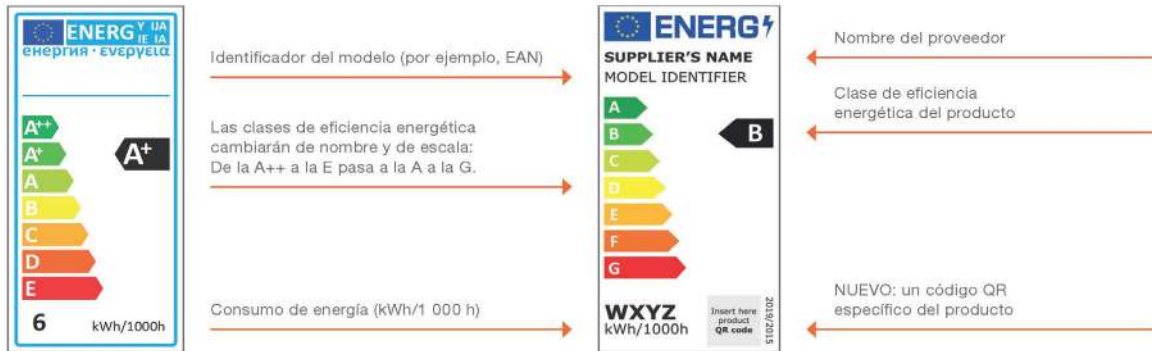 ENERG Y IJA
IE IA
енергия · ενεργεια
A++
A+
A
B
C
D
E
A+
6 kWh/1000h
Identificador del modelo (por ejemplo, EAN)
Las clases de eficiencia energética
cambiarán de nombre y de escala:
De la A++ a la E pasa a la A a la G.
Consumo de energía (kWh/1 000 h)
ENERG
SUPPLIER'S NAME
MODEL IDENTIFIER
A
B
C
D
E
F
G
B
WXYZ
kWh/1000h
Insert here
product
QR code
2019/2015
Nombre del proveedor
Clase de eficiencia
energética del producto
NUEVO: un código QR
específico del producto